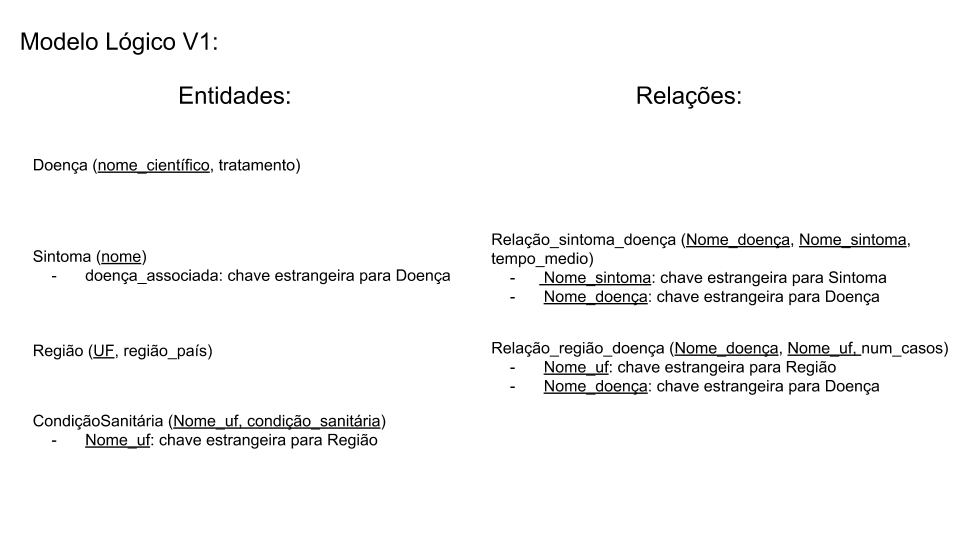 Modelo Lógico V1:
Entidades:
Relações:
Doença (nome_científico, tratamento)
Sintoma (nome)
- doença_associada: chave estrangeira para Doença
Região (UF, região_país)
CondiçãoSanitária (Nome_uf, condição_sanitária)
- Nome_uf: chave estrangeira para Região
Relação_sintoma_doença (Nome_doença, Nome_sintoma,
tempo_medio)
- Nome_sintoma: chave estrangeira para Sintoma
- Nome_doença: chave estrangeira para Doença
Relação_região_doença (Nome_doença, Nome_uf, num_casos)
- Nome_uf: chave estrangeira para Região
- Nome_doença: chave estrangeira para Doença